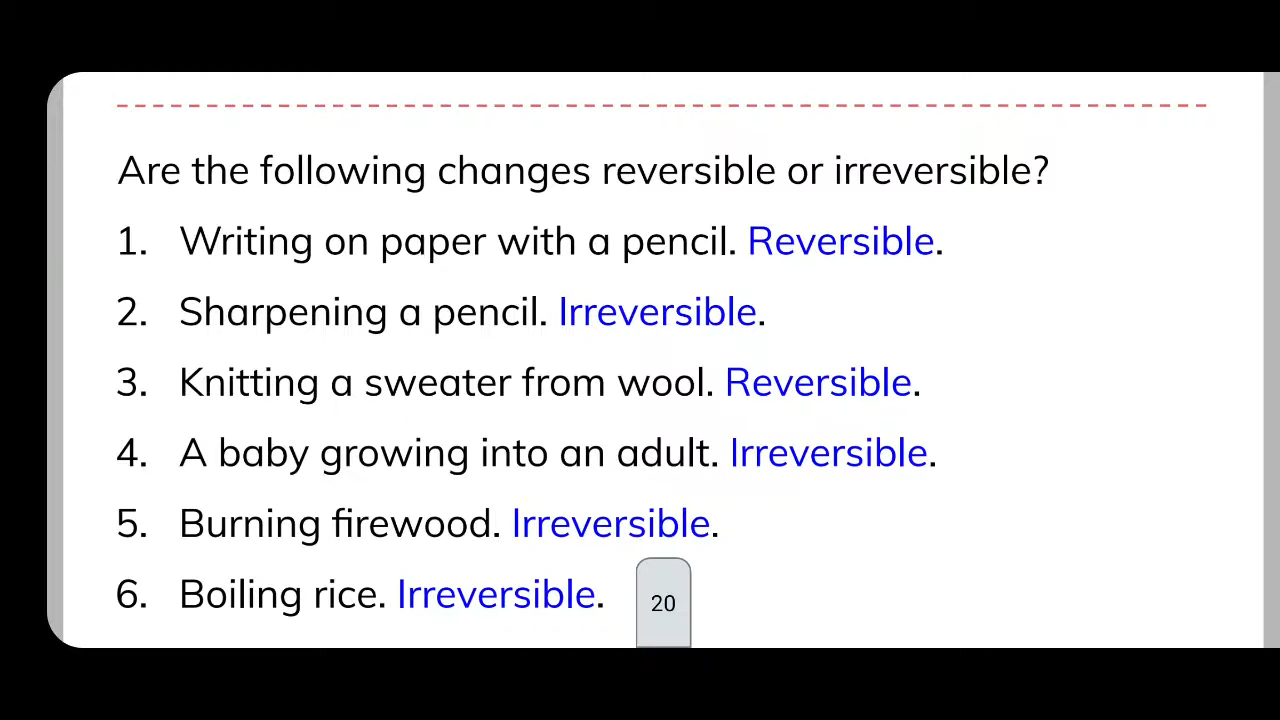 Are the following changes reversible or irreversible?
1. Writing on paper with a pencil. Reversible.
2. Sharpening a pencil. Irreversible.
3. Knitting a sweater from wool. Reversible.
4. A baby growing into an adult. Irreversible.
5. Burning firewood. Irreversible.
6. Boiling rice. Irreversible.
20